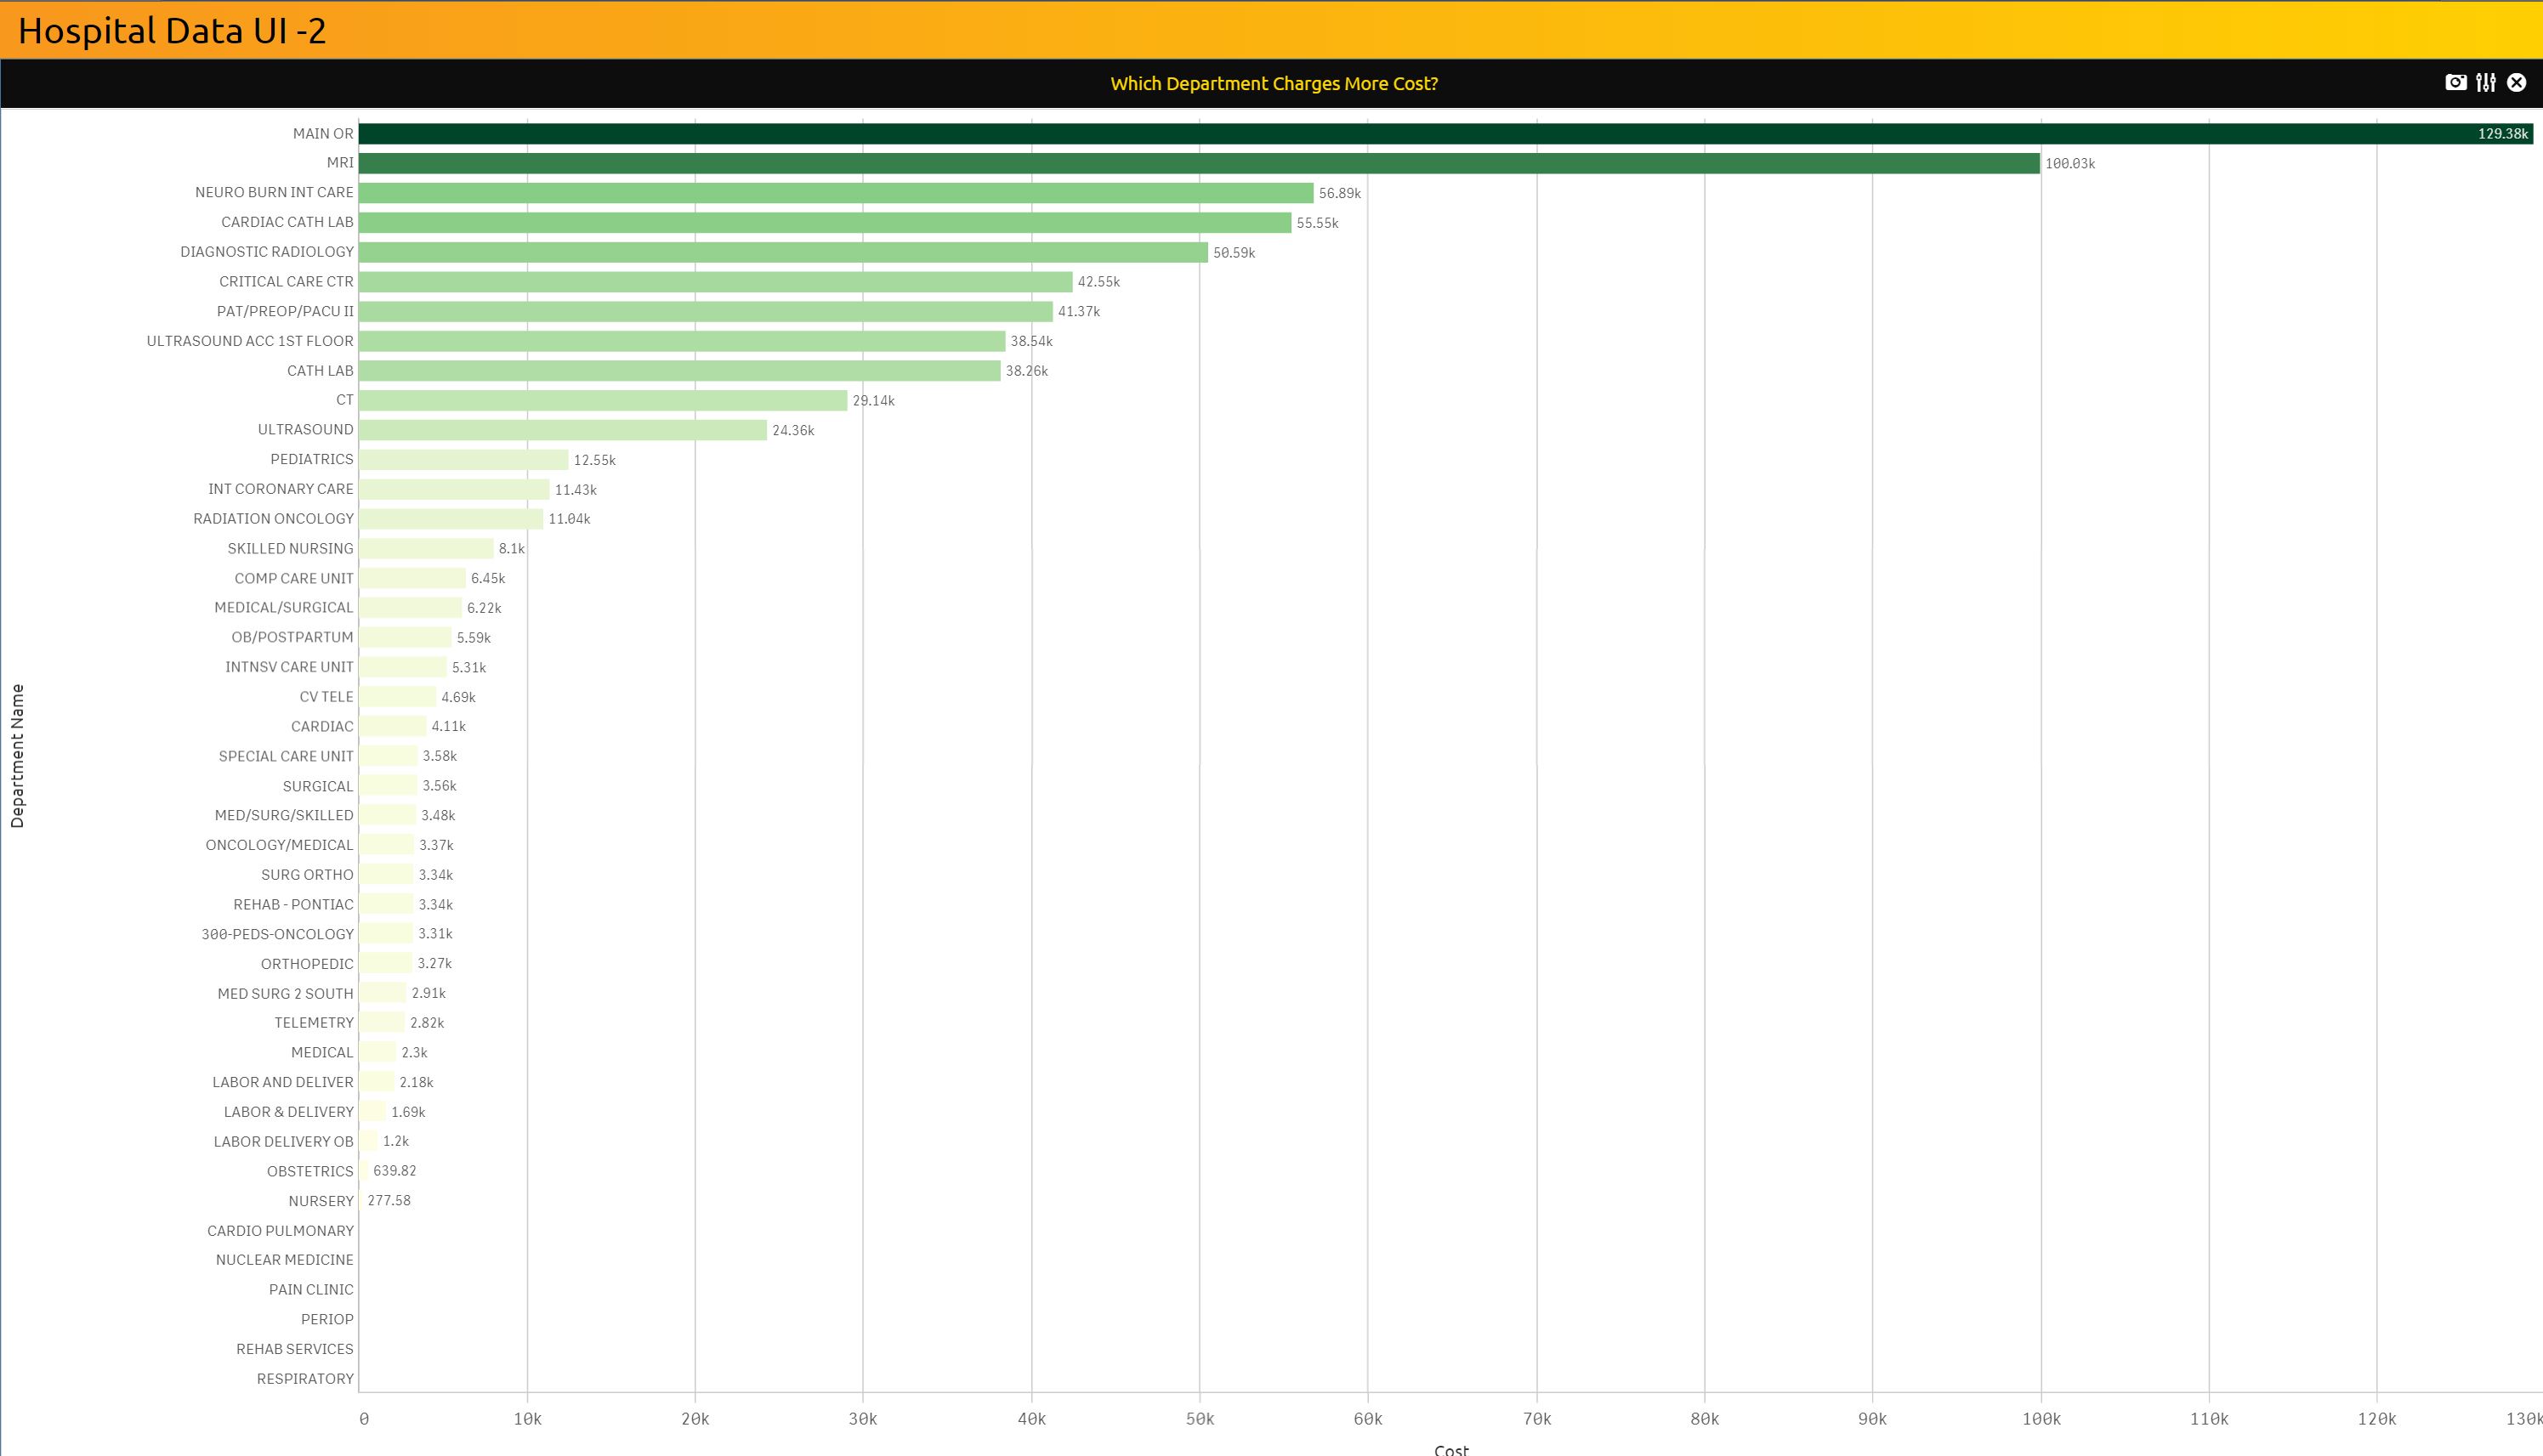 Hospital Data UI -2
Which Department Charges More Cost?
MAIN OR 129.38k
MRI 100.03k
NEURO BURN INT CARE 56.89k
CARDIAC CATH LAB 55.55k
DIAGNOSTIC RADIOLOGY 50.59k
CRITICAL CARE CTR 42.55k
PAT/PREOP/PACU II 41.37k
ULTRASOUND ACC 1ST FLOOR 38.54k
CATH LAB 38.26k
CT 29.14k
ULTRASOUND 24.36k
PEDIATRICS 12.55k
INT CORONARY CARE 11.43k
RADIATION ONCOLOGY 11.04k
SKILLED NURSING 8.1k
COMP CARE UNIT 6.45k
MEDICAL/SURGICAL 6.22k
OB/POSTPARTUM 5.59k
INTNSV CARE UNIT 5.31k
CV TELE 4.69k
CARDIAC 4.11k
SPECIAL CARE UNIT 3.58k
SURGICAL 3.56k
MED/SURG/SKILLED 3.48k
ONCOLOGY/MEDICAL 3.37k
SURG ORTHO 3.34k
REHAB - PONTIAC 3.34k
300-PEDS-ONCOLOGY 3.31k
ORTHOPEDIC 3.27k
MED SURG 2 SOUTH 2.91k
TELEMETRY 2.82k
MEDICAL 2.3k
LABOR AND DELIVER 2.18k
LABOR & DELIVERY 1.69k
LABOR DELIVERY OB 1.2k
OBSTETRICS 639.82
NURSERY 277.58
CARDIO PULMONARY
NUCLEAR MEDICINE
PAIN CLINIC
PERIOP
REHAB SERVICES
RESPIRATORY
Department Name
0 10k 20k 30k 40k 50k 60k 70k 80k 90k 100k 110k 120k 130k
Cost